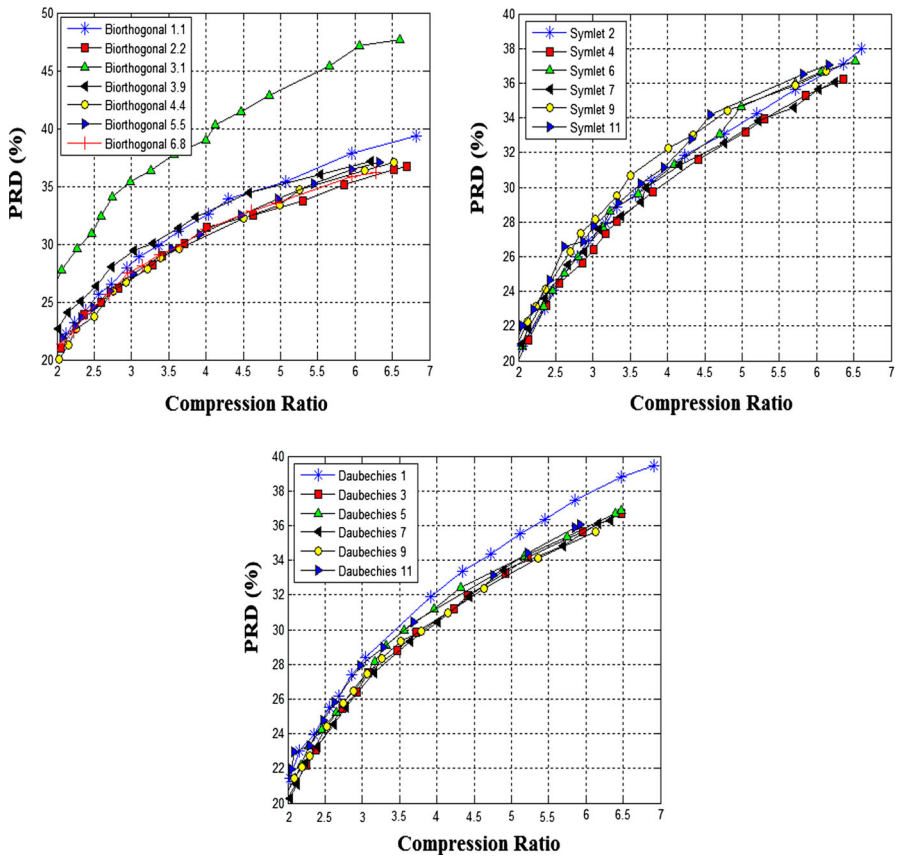 PRD (%)
50
45
40
35
30
25
20
Biorthogonal 1.1
Biorthogonal 2.2
Biorthogonal 3.1
Biorthogonal 3.9
Biorthogonal 4.4
Biorthogonal 5.5
Biorthogonal 6.8
2 2.5 3 3.5 4 4.5 5 5.5 6 6.5 7
Compression Ratio
PRD (%)
40
38
36
34
32
30
28
26
24
22
20
Symlet 2
Symlet 4
Symlet 6
Symlet 7
Symlet 9
Symlet 11
2 2.5 3 3.5 4 4.5 5 5.5 6 6.5 7
Compression Ratio
PRD (%)
40
38
36
34
32
30
28
26
24
22
20
Daubechies 1
Daubechies 3
Daubechies 5
Daubechies 7
Daubechies 9
Daubechies 11
2 2.5 3 3.5 4 4.5 5 5.5 6 6.5 7
Compression Ratio